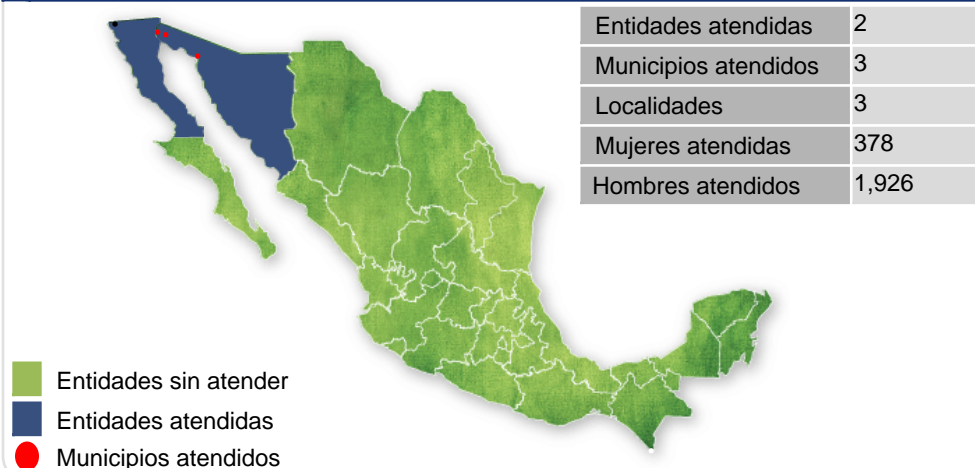 Entidades atendidas 2
Municipios atendidos 3
Localidades 3
Mujeres atendidas 378
Hombres atendidos 1,926
Entidades sin atender
Entidades atendidas
Municipios atendidos